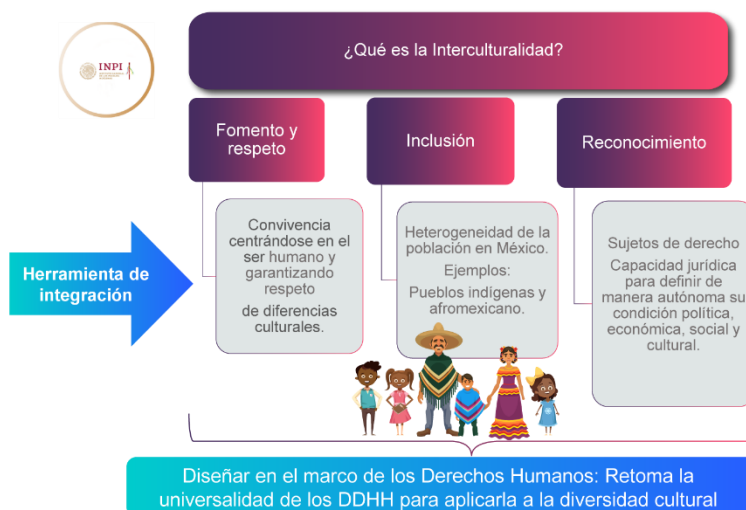 INPI
¿Qué es la Interculturalidad?
Fomento y
respeto
Inclusión
Reconocimiento
Herramienta de
integración
Convivencia
centrándose en el
ser humano y
garantizando
respeto
de diferencias
culturales.
Heterogeneidad de la
población en México.
Ejemplos:
Pueblos indígenas y
afromexicano.
Sujetos de derecho
Capacidad jurídica
para definir de
manera autónoma su
condición política,
económica, social y
cultural.
Diseñar en el marco de los Derechos Humanos: Retoma la
universalidad de los DDHH para aplicarla a la diversidad cultural